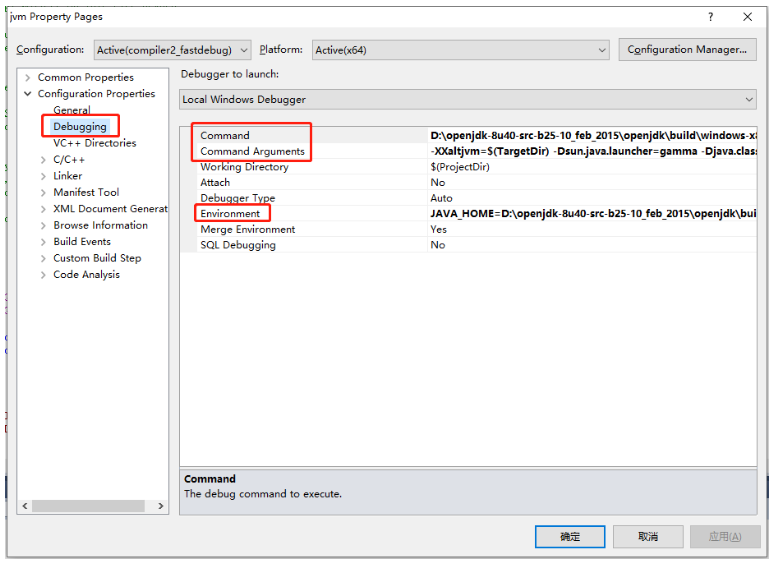 jvm Property Pages
Configuration: Active(compiler2_fastdebug) Platform: Active(x64) Configuration Manager...
Common Properties
Configuration Properties
General
Debugging
VC++ Directories
C/C++
Linker
Manifest Tool
XML Document Generat
Browse Information
Build Events
Custom Build Step
Code Analysis
Debugger to launch:
Local Windows Debugger
Command D:\openjdk-8u40-src-b25-10_feb_2015\openjdk\build\windows-x8
Command Arguments -XXaltjvm=$(TargetDir) -Dsun.java.launcher=gamma -Djava.class
Working Directory $(ProjectDir)
Attach No
Debugger Type Auto
Environment JAVA_HOME=D:\openjdk-8u40-src-b25-10_feb_2015\openjdk\bui
Merge Environment Yes
SQL Debugging No
Command
The debug command to execute.
确定 取消 应用(A)